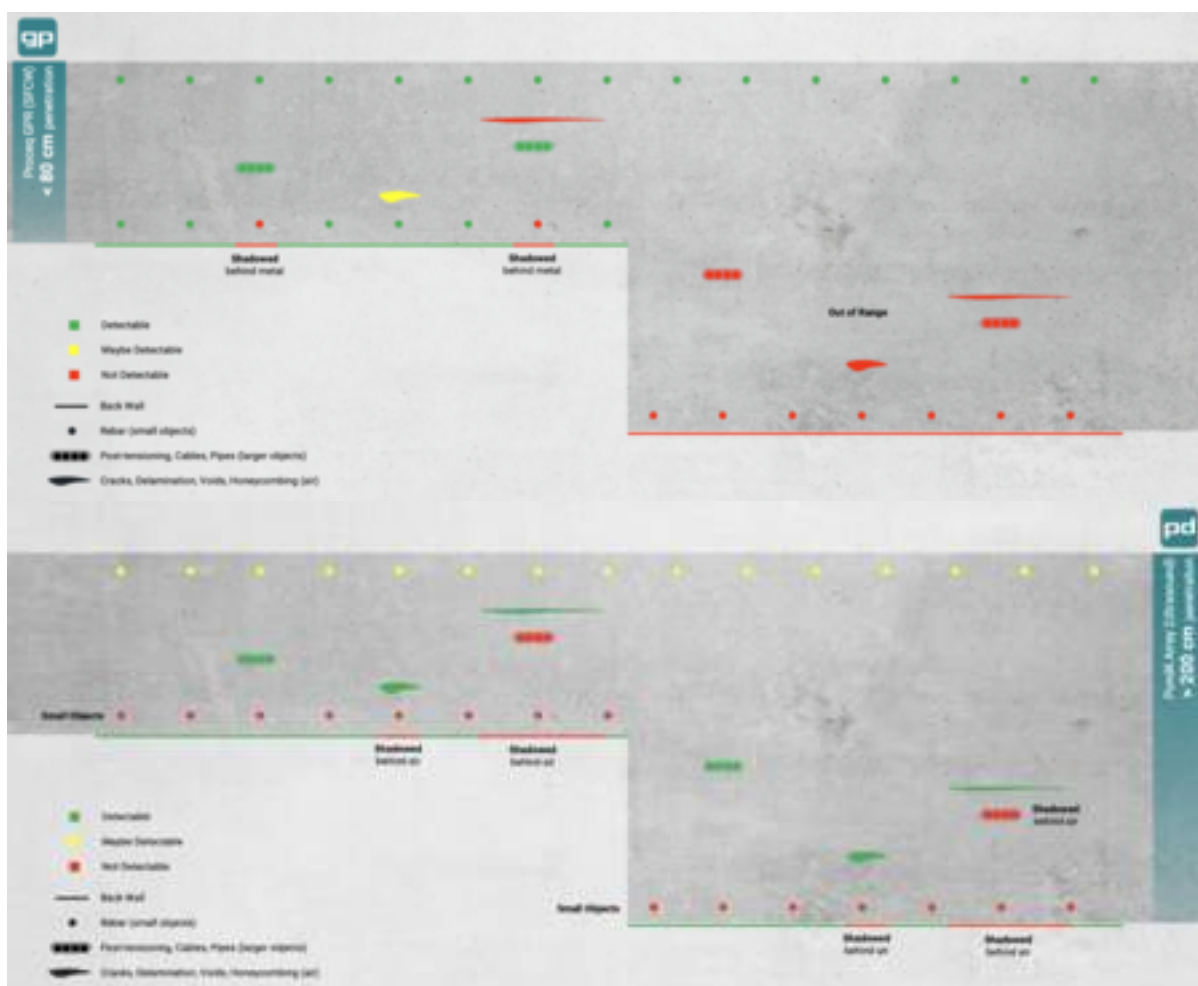 gp
Proceq GPR (SFCW)
< 80 cm penetration
Shadowed
behind metal
Shadowed
behind metal
Out of Range
Detectable
Maybe Detectable
Not Detectable
Back Wall
Rebar (small objects)
Post-tensioning, Cables, Pipes (larger objects)
Cracks, Delamination, Voids, Honeycombing (air)
pd
Pundit Array (Ultrasound)
> 200 cm penetration
Small Objects
Shadowed
behind air
Shadowed
behind air
Shadowed
behind air
Detectable
Maybe Detectable
Not Detectable
Back Wall
Small Objects
Rebar (small objects)
Post-tensioning, Cables, Pipes (larger objects)
Cracks, Delamination, Voids, Honeycombing (air)
Shadowed
behind air
Shadowed
behind air